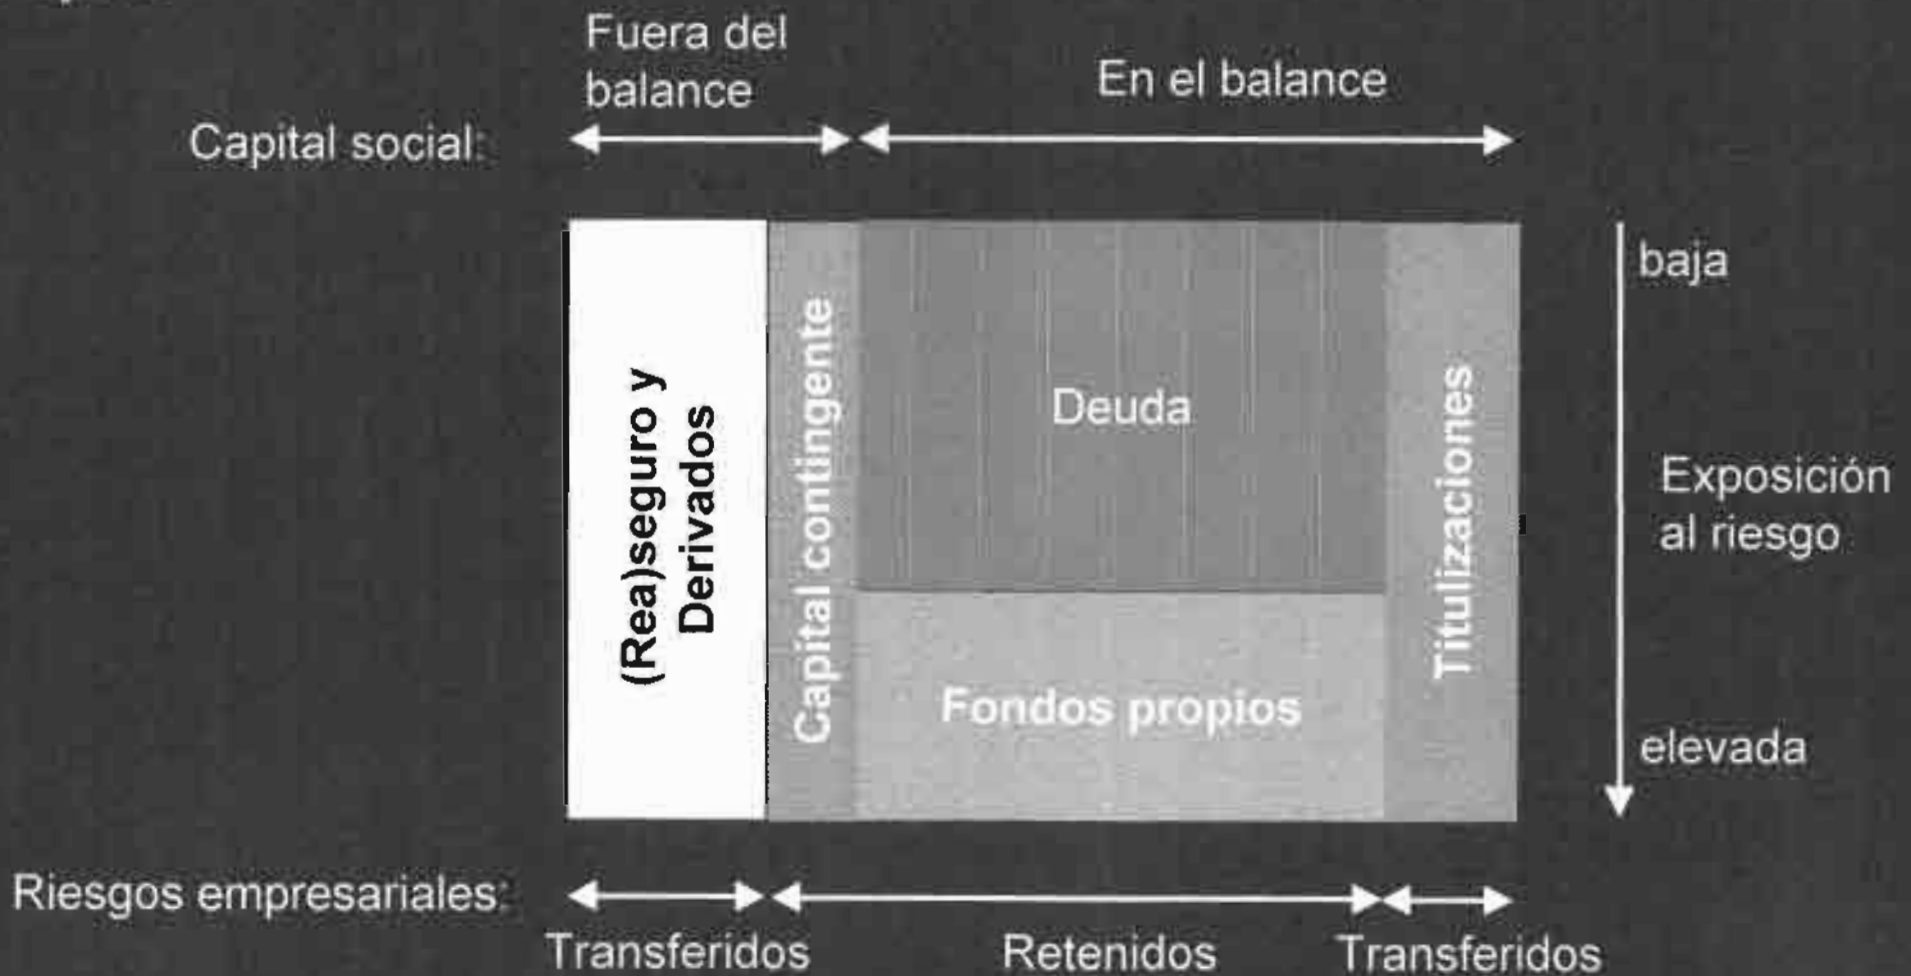 Fuera del
balance
En el balance
Capital social:
baja
(Rea)seguro y
Derivados
Capital contingente
Deuda
Titulizaciones
Exposición
al riesgo
Fondos propios
elevada
Riesgos empresariales:
Transferidos
Retenidos
Transferidos